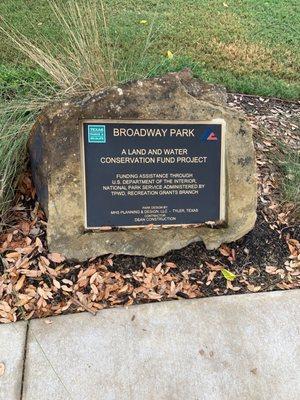 TEXAS
BROADWAY PARK
A LAND AND WATER
CONSERVATION FUND PROJECT
FUNDING ASSISTANCE THROUGH
U.S. DEPARTMENT OF THE INTERIOR,
NATIONAL PARK SERVICE ADMINISTERED BY
TPWD, RECREATION GRANTS BRANCH
PARK DESIGN BY
MHS PLANNING & DESIGN, LLC - TYLER, TEXAS
CONTRACTOR
DEAN CONSTRUCTION